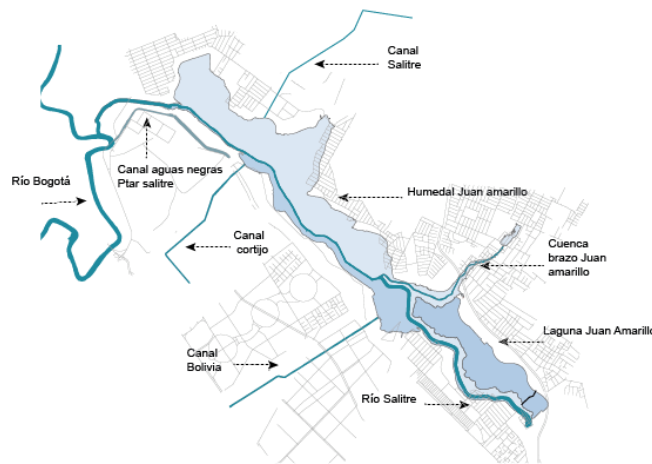 Canal
Salitre
Canal aguas negras
Ptar salitre
Río Bogotá
Humedal Juan amarillo
Canal
cortijo
Cuenca
brazo Juan
amarillo
Laguna Juan Amarillo
Canal
Bolivia
Río Salitre